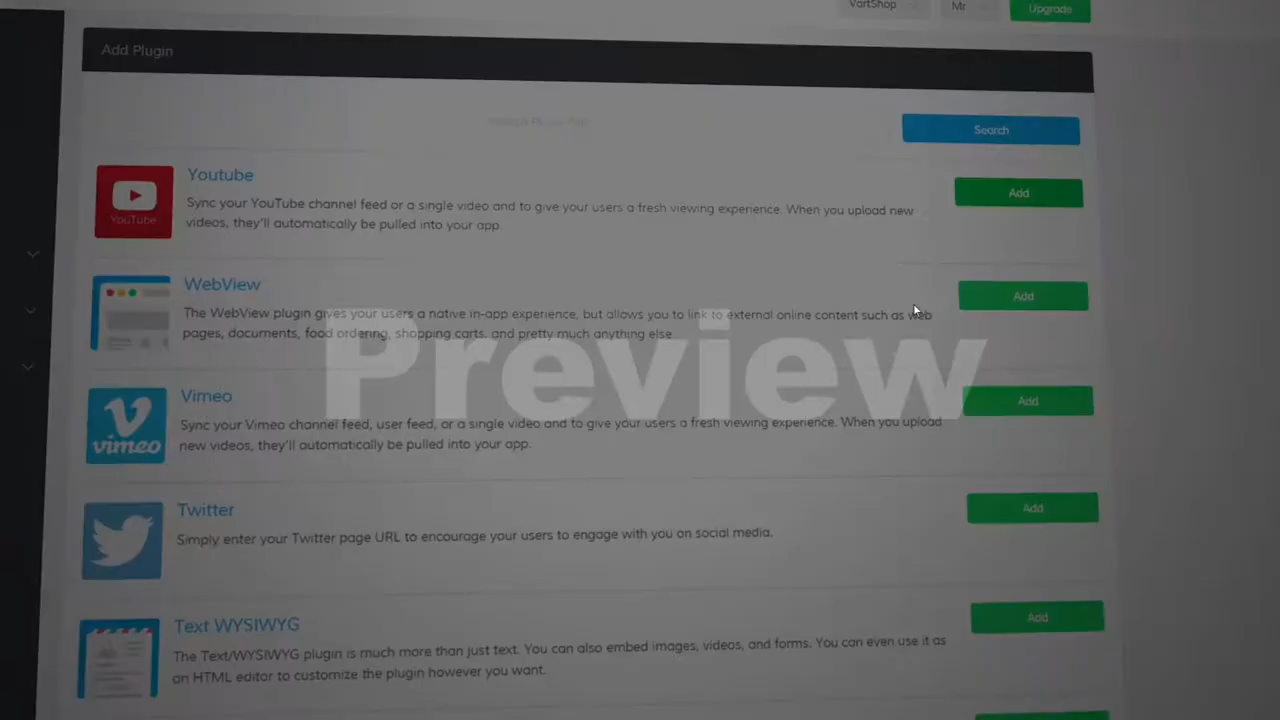 VartShop
Mr
Upgrade
Add Plugin
Search
YouTube
Youtube
Sync your YouTube channel feed or a single video and to give your users a fresh viewing experience. When you upload new
videos, they'll automatically be pulled into your app.
Add
WebView
The WebView plugin gives your users a native in-app experience, but allows you to link to external online content such as web
pages, documents, food ordering, shopping carts, and pretty much anything else.
Add
Preview
vimeo
Vimeo
Sync your Vimeo channel feed, user feed, or a single video and to give your users a fresh viewing experience. When you upload
new videos, they'll automatically be pulled into your app.
Add
Twitter
Simply enter your Twitter page URL to encourage your users to engage with you on social media.
Add
Text WYSIWYG
The Text/WYSIWYG plugin is much more than just text. You can also embed images, videos, and forms. You can even use it as
an HTML editor to customize the plugin however you want.
Add